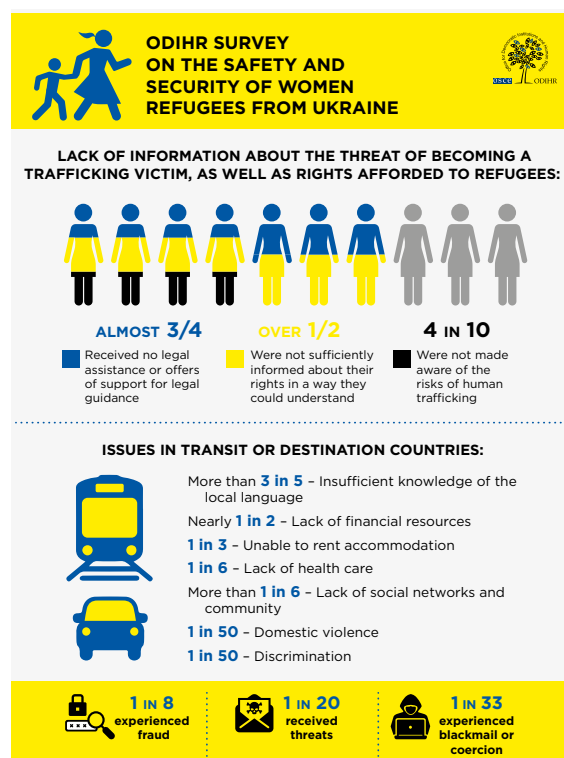 ODIHR SURVEY
ON THE SAFETY AND
SECURITY OF WOMEN
REFUGEES FROM UKRAINE
OSCE ODIHR
LACK OF INFORMATION ABOUT THE THREAT OF BECOMING A
TRAFFICKING VICTIM, AS WELL AS RIGHTS AFFORDED TO REFUGEES:
ALMOST 3/4
Received no legal
assistance or offers
of support for legal
guidance
OVER 1/2
Were not sufficiently
informed about their
rights in a way they
could understand
4 IN 10
Were not made
aware of the
risks of human
trafficking
ISSUES IN TRANSIT OR DESTINATION COUNTRIES:
More than 3 in 5 – Insufficient knowledge of the
local language
Nearly 1 in 2 – Lack of financial resources
1 in 3 – Unable to rent accommodation
1 in 6 – Lack of health care
More than 1 in 6 – Lack of social networks and
community
1 in 50 – Domestic violence
1 in 50 – Discrimination
1 IN 8
experienced
fraud
1 IN 20
received
threats
1 IN 33
experienced
blackmail or
coercion